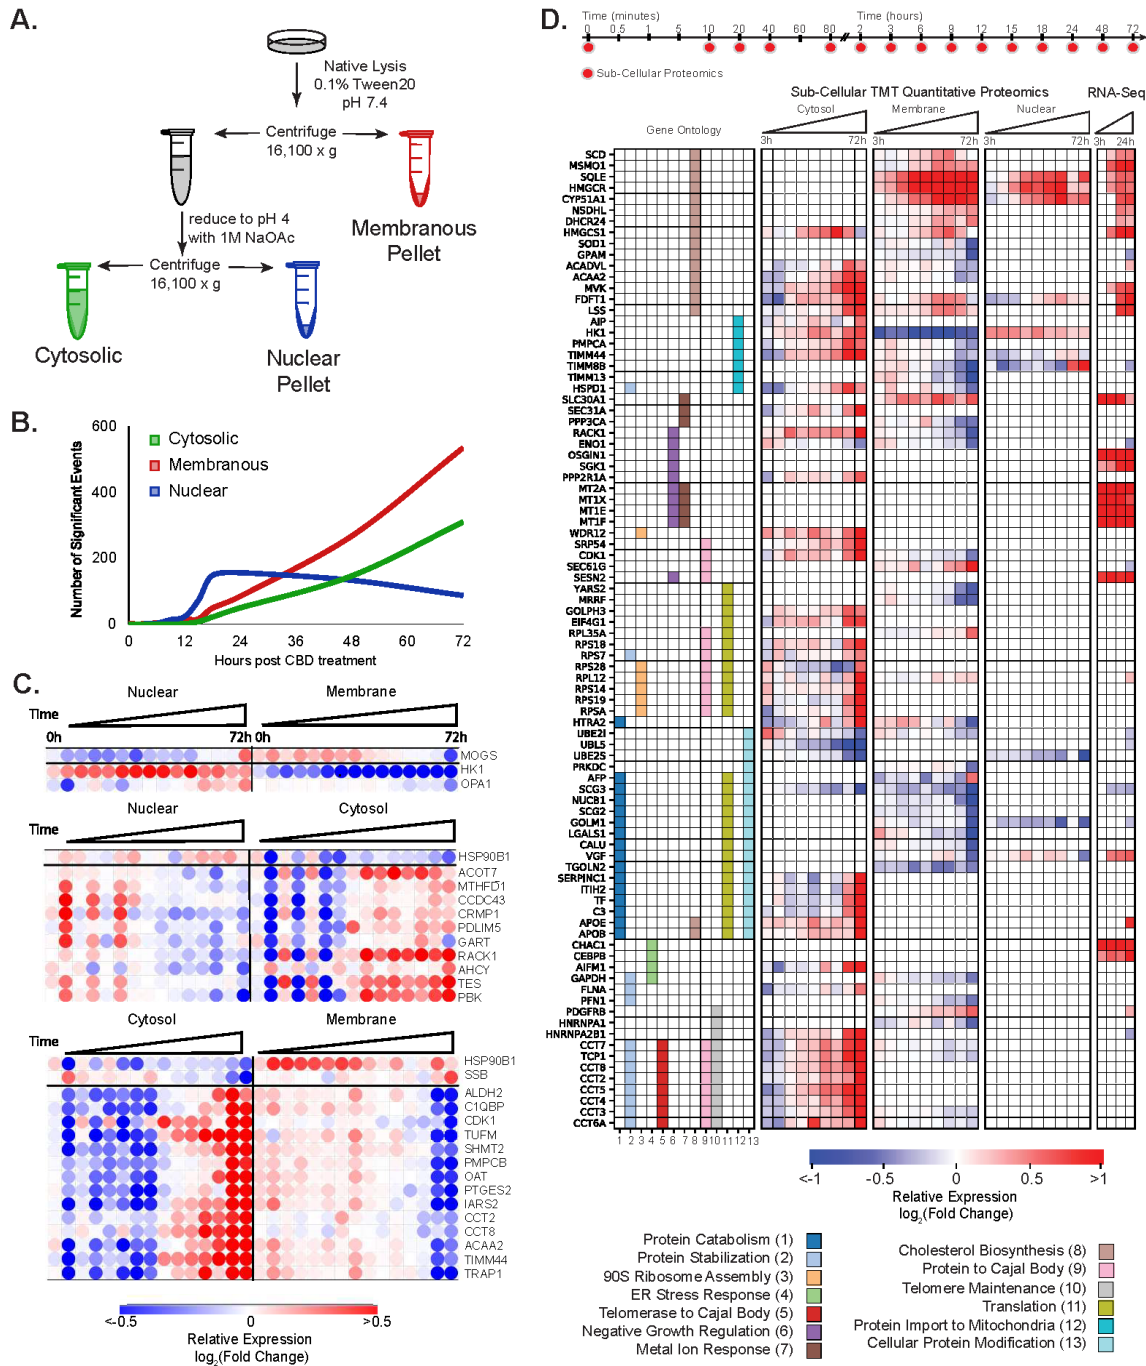 A.
Native Lysis
0.1% Tween20
pH 7.4
Centrifuge
16,100 x g
reduce to pH 4
with 1M NaOAc
Membranous
Pellet
Centrifuge
16,100 x g
Cytosolic
Nuclear
Pellet
B.
Number of Significant Events
600
400
200
0
Cytosolic
Membranous
Nuclear
0 12 24 36 48 60 72
Hours post CBD treatment
C.
Nuclear Membrane
Time
0h 72h 72h
MOGS
HK1
OPA1
Nuclear Cytosol
Time
HSP90B1
ACOT7
MTHFD1
CCDC43
CRMP1
PDLIM5
GART
RACK1
AHCY
TES
PBK
Cytosol Membrane
Time
HSP90B1
SSB
ALDH2
C1QBP
CDK1
TUFM
SHMT2
PMPCB
OAT
PTGES2
IARS2
CCT2
CCT8
ACAA2
TIMM44
TRAP1
<-0.5 0 >0.5
Relative Expression
log2(Fold Change)
D.
Time (minutes) Time (hours)
0 0.5 1 5 10 20 40 60 80 2 3 6 9 12 15 18 24 48 72
Sub-Cellular Proteomics
Sub-Cellular TMT Quantitative Proteomics RNA-Seq
Gene Ontology Cytosol Membrane Nuclear
3h 72h 3h 72h 3h 72h 3h 24h
SCD
MSMO1
SQLE
HMGCR
CYP51A1
NSDHL
DHCR24
HMGCS1
SOD1
GPAM
ACADVL
ACAA2
MVK
FDFT1
LSS
AIP
HK1
PMPCA
TIMM44
TIMM8B
TIMM13
HSPD1
SLC30A1
SEC31A
PPP3CA
RACK1
ENO1
OSGIN1
SGK1
PPP2R1A
MT2A
MT1X
MT1E
MT1F
WDR12
SRP54
CDK1
SEC61G
SESN2
YARS2
MRRF
GOLPH3
EIF4G1
RPL35A
RPS18
RPS7
RPS28
RPL12
RPS14
RPS19
RPSA
HTRA2
UBE2I
UBL5
UBE2S
PRKDC
AFP
SCG3
NUCB1
SCG2
GOLM1
LGALS1
CALU
VGF
TGOLN2
SERPINC1
ITIH2
TF
C3
APOE
APOB
CHAC1
CEBPB
AIFM1
GAPDH
FLNA
PFN1
PDGFRB
HNRNPA1
HNRNPA2B1
CCT7
TCP1
CCT8
CCT2
CCT5
CCT4
CCT3
CCT6A
1 2 3 4 5 6 7 8 9 10 11 12 13
<-1 -0.5 0 0.5 >1
Relative Expression
log2(Fold Change)
Protein Catabolism (1)
Protein Stabilization (2)
90S Ribosome Assembly (3)
ER Stress Response (4)
Telomerase to Cajal Body (5)
Negative Growth Regulation (6)
Metal Ion Response (7)
Cholesterol Biosynthesis (8)
Protein to Cajal Body (9)
Telomere Maintenance (10)
Translation (11)
Protein Import to Mitochondria (12)
Cellular Protein Modification (13)